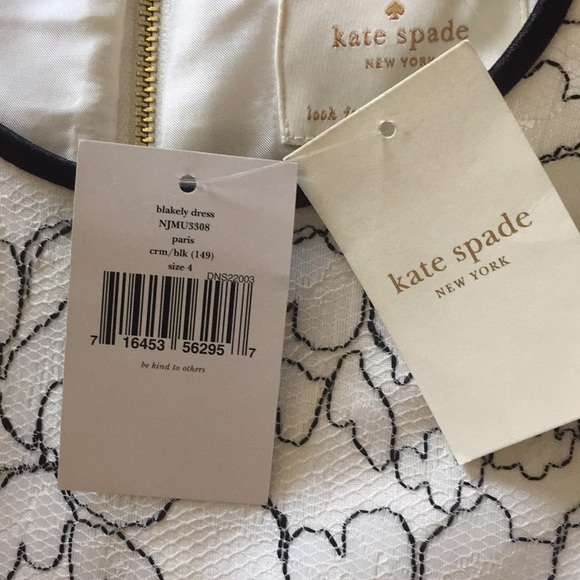 kate spade
NEW YORK
look
blakely dress
NJMU3308
paris
crm/blk (149)
size 4
DNS22003
7 16453 56295 7
be kind to others
kate spade
NEW YORK